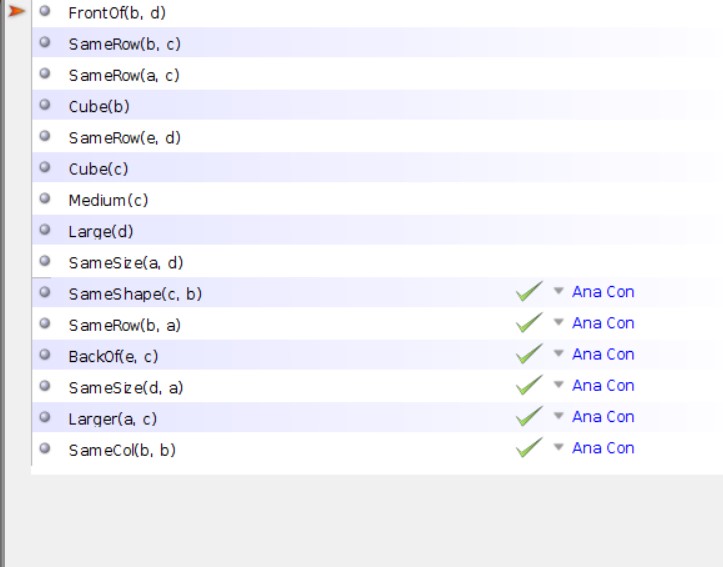 FrontOf(b, d)
SameRow(b, c)
SameRow(a, c)
Cube(b)
SameRow(e, d)
Cube(c)
Medium(c)
Large(d)
SameSize(a, d)
SameShape(c, b) Ana Con
SameRow(b, a) Ana Con
BackOf(e, c) Ana Con
SameSize(d, a) Ana Con
Larger(a, c) Ana Con
SameCol(b, b) Ana Con